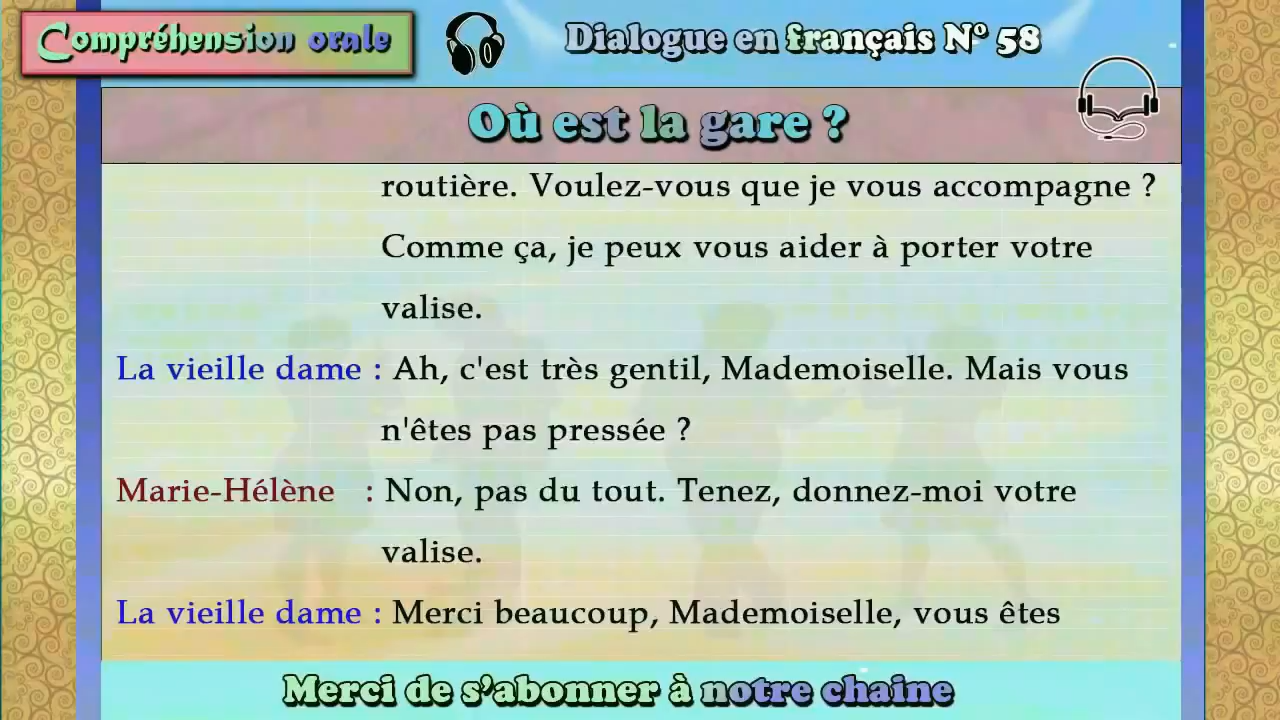 Compréhension orale
Dialogue en français N° 58
Où est la gare ?
routière. Voulez-vous que je vous accompagne ?
Comme ça, je peux vous aider à porter votre
valise.
La vieille dame : Ah, c'est très gentil, Mademoiselle. Mais vous
n'êtes pas pressée ?
Marie-Hélène : Non, pas du tout. Tenez, donnez-moi votre
valise.
La vieille dame : Merci beaucoup, Mademoiselle, vous êtes
Merci de s'abonner à notre chaine